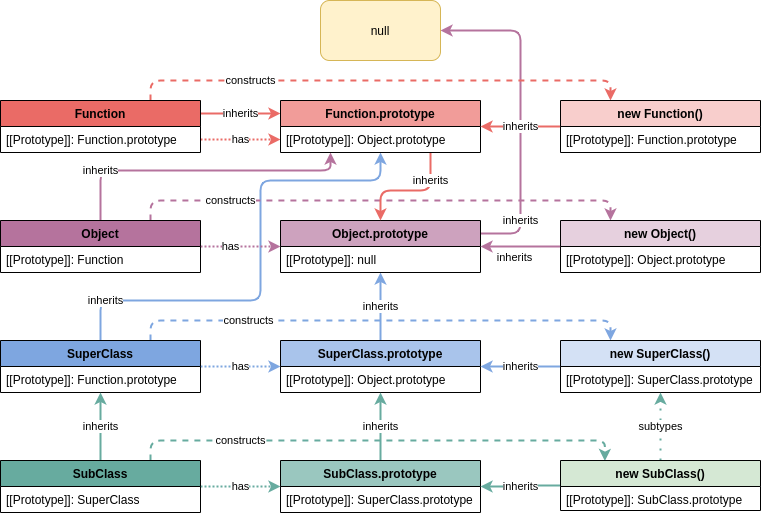 null
constructs
Function
inherits
Function.prototype
inherits
new Function()
[[Prototype]]: Function.prototype
has
[[Prototype]]: Object.prototype
[[Prototype]]: Function.prototype
inherits
inherits
constructs
inherits
Object
Object.prototype
new Object()
[[Prototype]]: Function
has
[[Prototype]]: null
inherits
[[Prototype]]: Object.prototype
inherits
inherits
constructs
SuperClass
SuperClass.prototype
new SuperClass()
has
inherits
[[Prototype]]: Function.prototype
[[Prototype]]: Object.prototype
[[Prototype]]: SuperClass.prototype
inherits
inherits
subtypes
constructs
SubClass
SubClass.prototype
new SubClass()
has
inherits
[[Prototype]]: SuperClass
[[Prototype]]: SuperClass.prototype
[[Prototype]]: SubClass.prototype